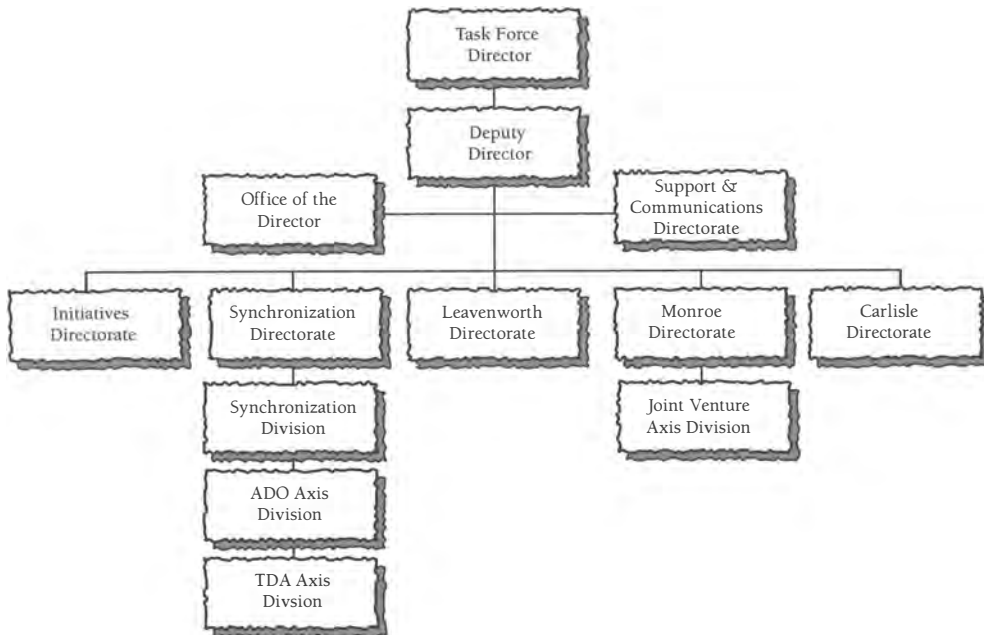 Task Force
Director
Deputy
Director
Office of the
Director
Support &
Communications
Directorate
Initiatives
Directorate
Synchronization
Directorate
Leavenworth
Directorate
Monroe
Directorate
Carlisle
Directorate
Synchronization
Division
Joint Venture
Axis Division
ADO Axis
Division
TDA Axis
Divsion